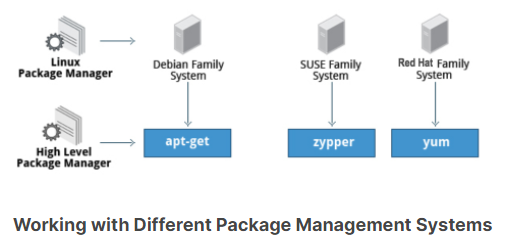 Linux
Package Manager
Debian Family
System
SUSE Family
System
Red Hat Family
System
High Level
Package Manager
apt-get
zypper
yum
Working with Different Package Management Systems